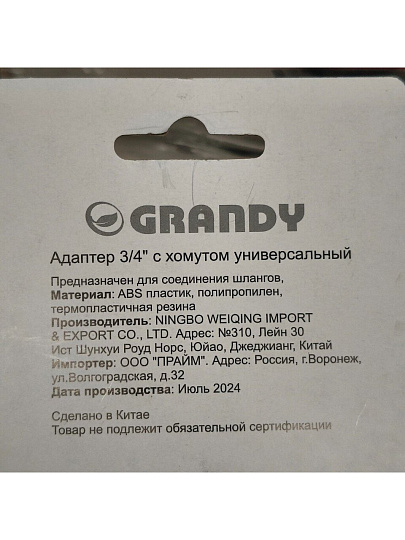 GRANDY
Адаптер 3/4" с хомутом универсальный
Предназначен для соединения шлангов,
Материал: ABS пластик, полипропилен,
термопластичная резина
Производитель: NINGBO WEIQING IMPORT
& EXPORT CO., LTD. Адрес: №310, Лейн 30
Ист Шунхуи Роуд Норс, Юйао, Джеджианг, Китай
Импортер: ООО "ПРАЙМ". Адрес: Россия, г.Воронеж,
ул.Волгоградская, д.32
Дата производства: Июль 2024
Сделано в Китае
Товар не подлежит обязательной сертификации